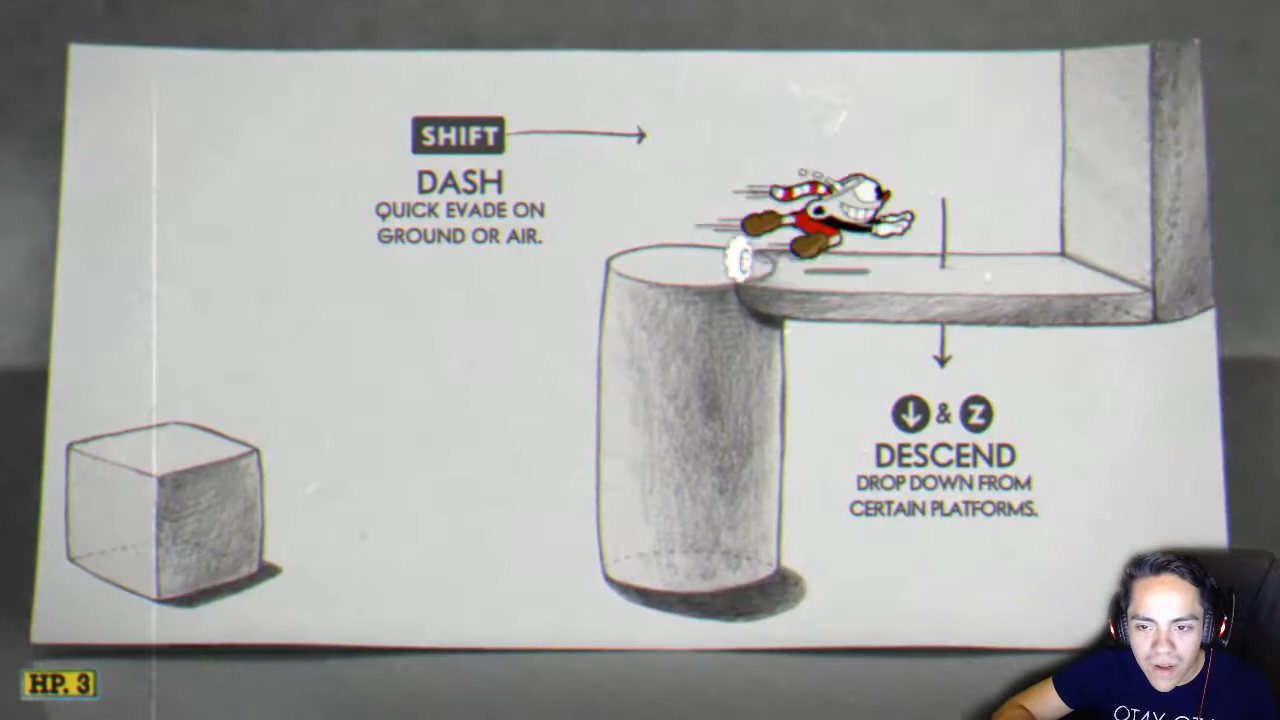 SHIFT
DASH
QUICK EVADE ON
GROUND OR AIR.
↓ & Z
DESCEND
DROP DOWN FROM
CERTAIN PLATFORMS.
HP. 3